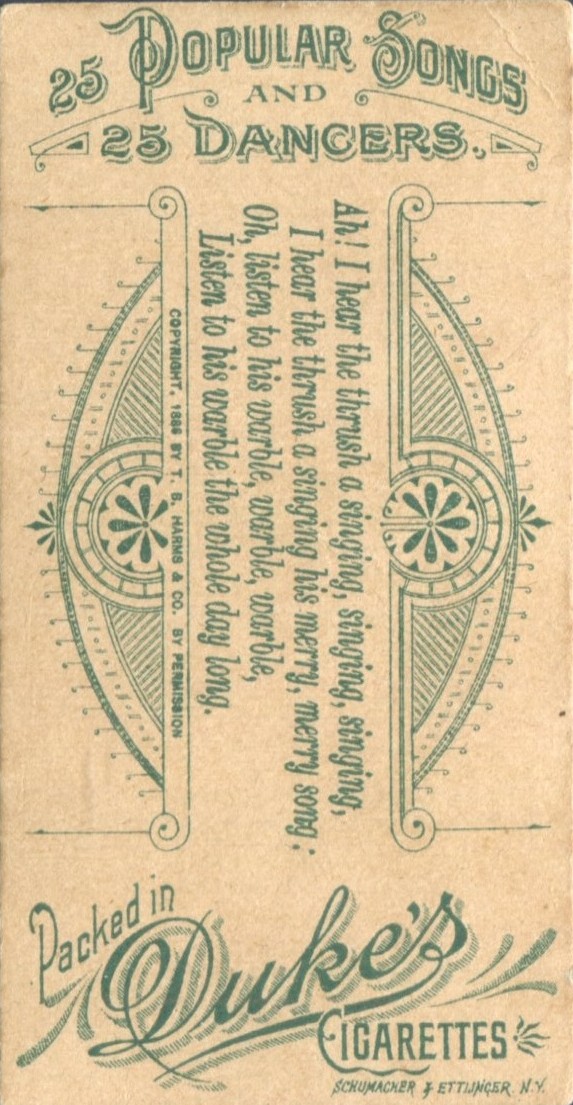 25 POPULAR SONGS
AND
25 DANCERS.
Ah! I hear the thrush a singing, singing, singing,
I hear the thrush a singing his merry, merry song:
Oh, listen to his warble, warble, warble,
Listen to his warble the whole day long.
COPYRIGHT, 1886 BY T. B. HARMS & CO. BY PERMISSION
Packed in
Duke's
CIGARETTES
SCHUMACHER & ETTLINGER. N.Y.